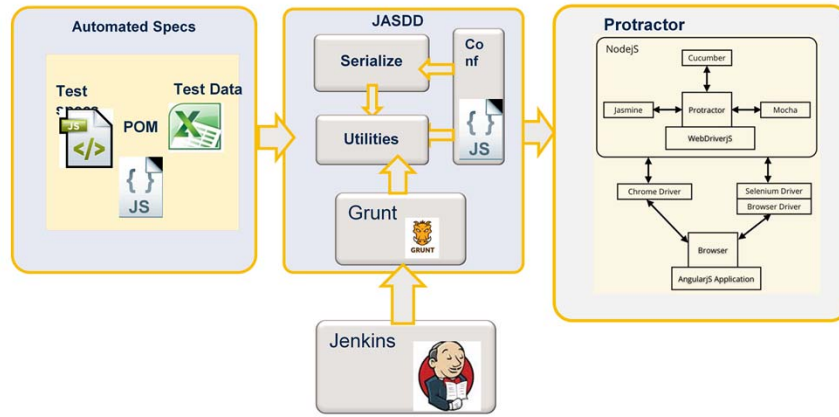 Automated Specs
Test
specs
JS
</>
POM
{ }
JS
Test Data
X
JASDD
Serialize
Utilities
Co
nf
{ }
JS
Grunt
GRUNT
Jenkins
Protractor
NodeJS
Cucumber
Jasmine
Protractor
Mocha
WebDriverJS
Chrome Driver
Selenium Driver
Browser Driver
Browser
AngularJS Application